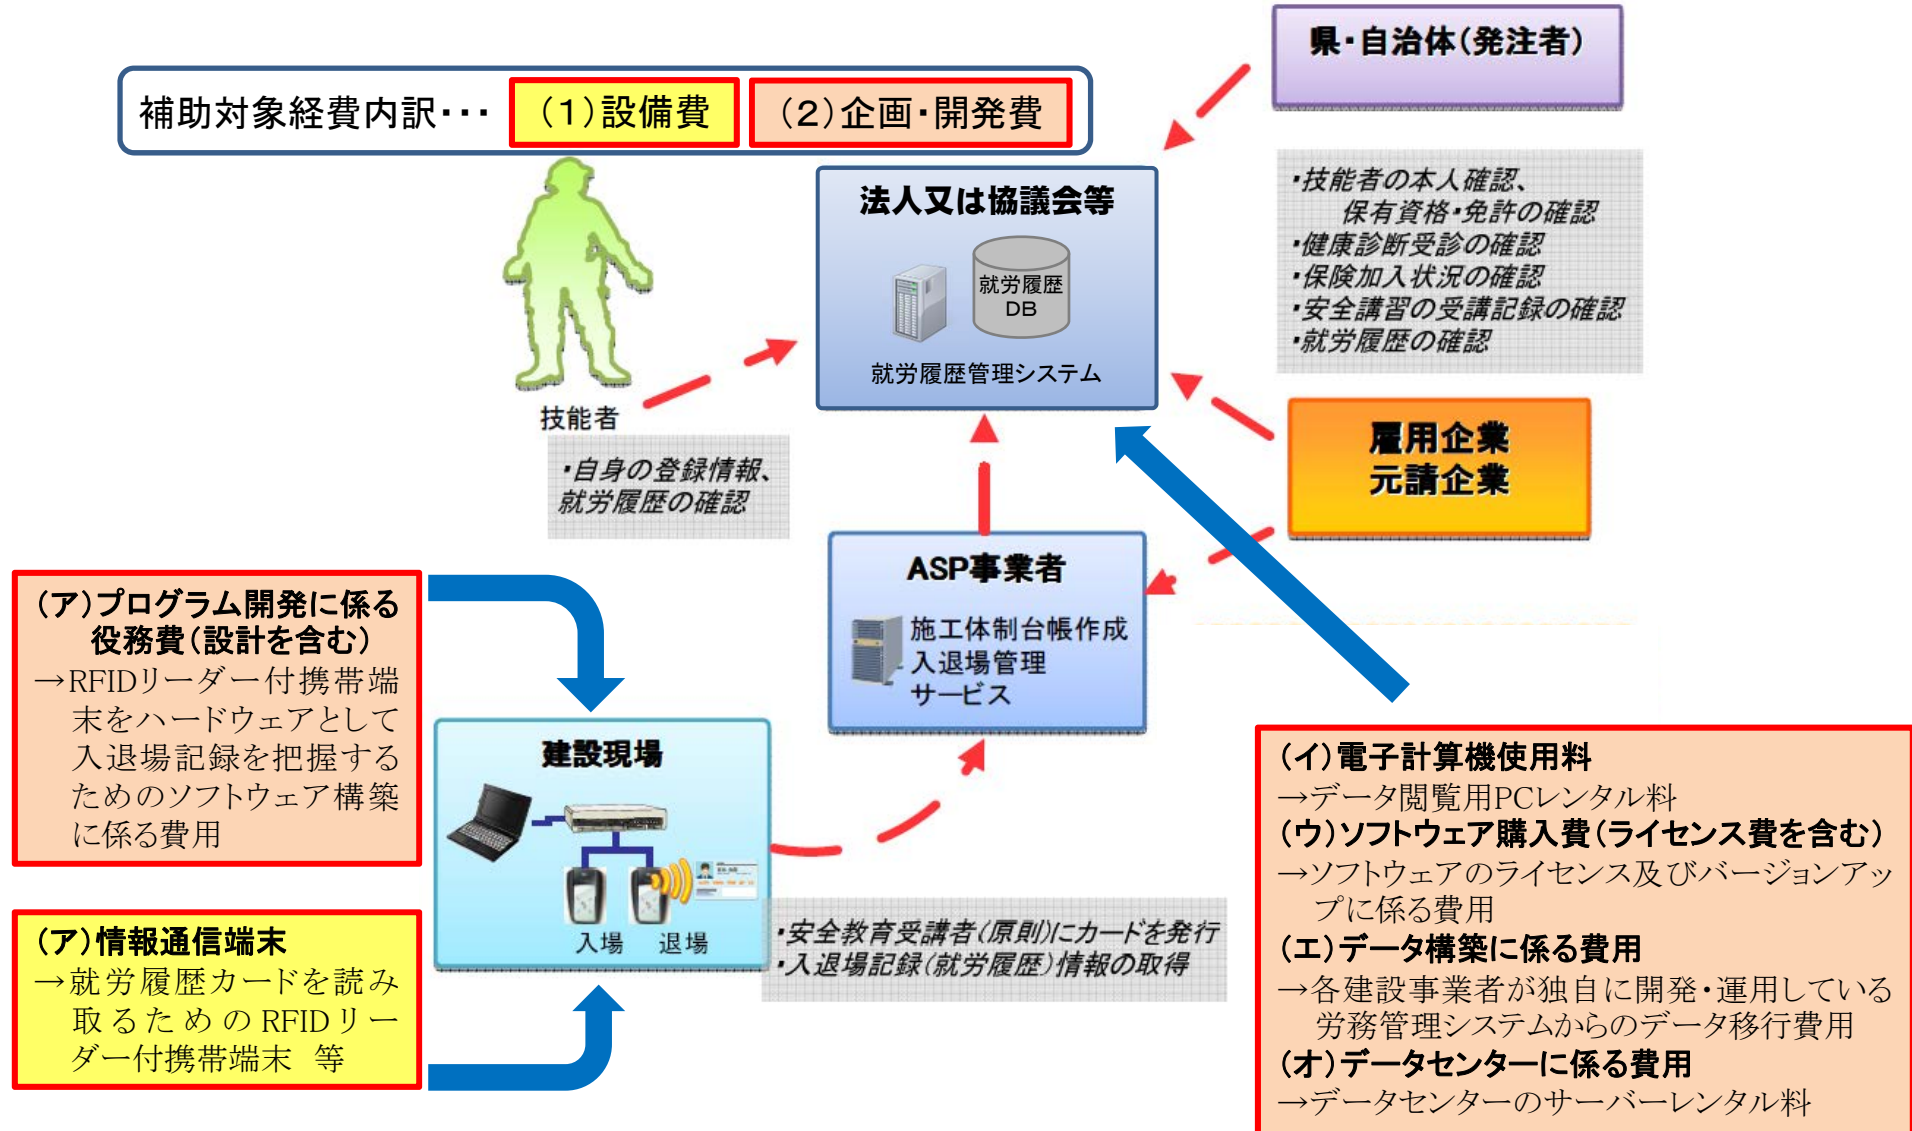 県・自治体(発注者)
補助対象経費内訳・・・ (1)設備費 (2)企画・開発費
法人又は協議会等
就労履歴
DB
就労履歴管理システム
・技能者の本人確認、
保有資格・免許の確認
・健康診断受診の確認
・保険加入状況の確認
・安全講習の受講記録の確認
・就労履歴の確認
技能者
・自身の登録情報、
就労履歴の確認
雇用企業
元請企業
ASP事業者
施工体制台帳作成
入退場管理
サービス
(ア)プログラム開発に係る
役務費(設計を含む)
→RFIDリーダー付携帯端
末をハードウェアとして
入退場記録を把握する
ためのソフトウェア構築
に係る費用
建設現場
入場 退場
・安全教育受講者(原則)にカードを発行
・入退場記録(就労履歴)情報の取得
(ア)情報通信端末
→就労履歴カードを読み
取るためのRFIDリー
ダー付携帯端末 等
(イ)電子計算機使用料
→データ閲覧用PCレンタル料
(ウ)ソフトウェア購入費(ライセンス費を含む)
→ソフトウェアのライセンス及びバージョンアッ
プに係る費用
(エ)データ構築に係る費用
→各建設事業者が独自に開発・運用している
労務管理システムからのデータ移行費用
(オ)データセンターに係る費用
→データセンターのサーバーレンタル料